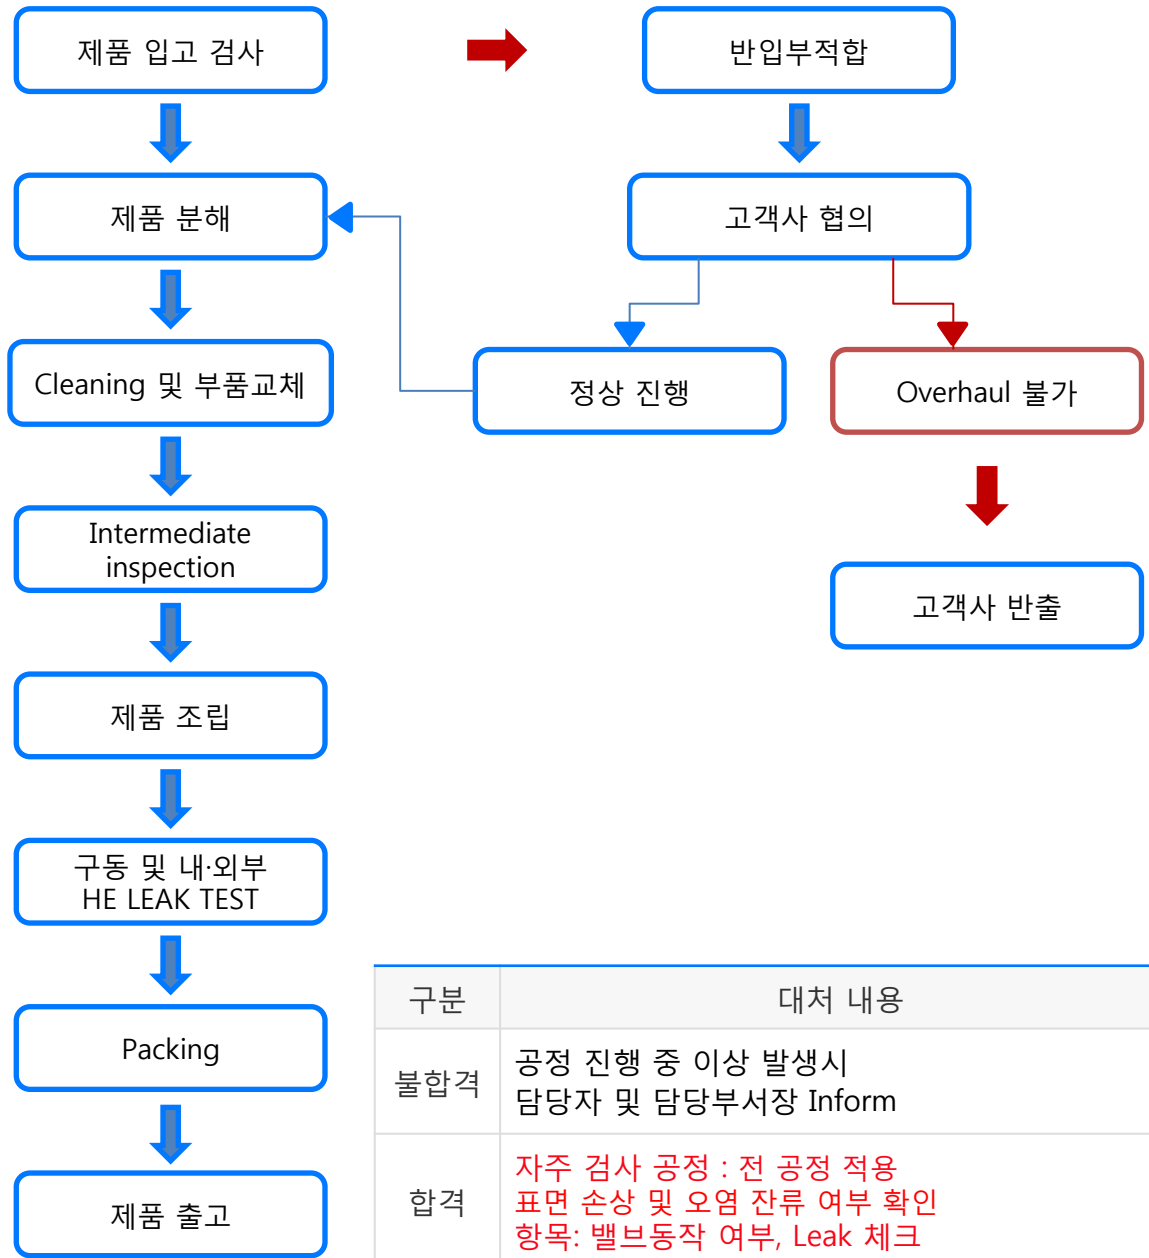 제품 입고 검사
반입부적합
제품 분해
고객사 협의
Cleaning 및 부품교체
정상 진행
Overhaul 불가
Intermediate
inspection
고객사 반출
제품 조립
구동 및 내·외부
HE LEAK TEST
Packing
제품 출고
구분
대처 내용
불합격
공정 진행 중 이상 발생시
담당자 및 담당부서장 Inform
합격
자주 검사 공정 : 전 공정 적용
표면 손상 및 오염 잔류 여부 확인
항목: 밸브동작 여부, Leak 체크